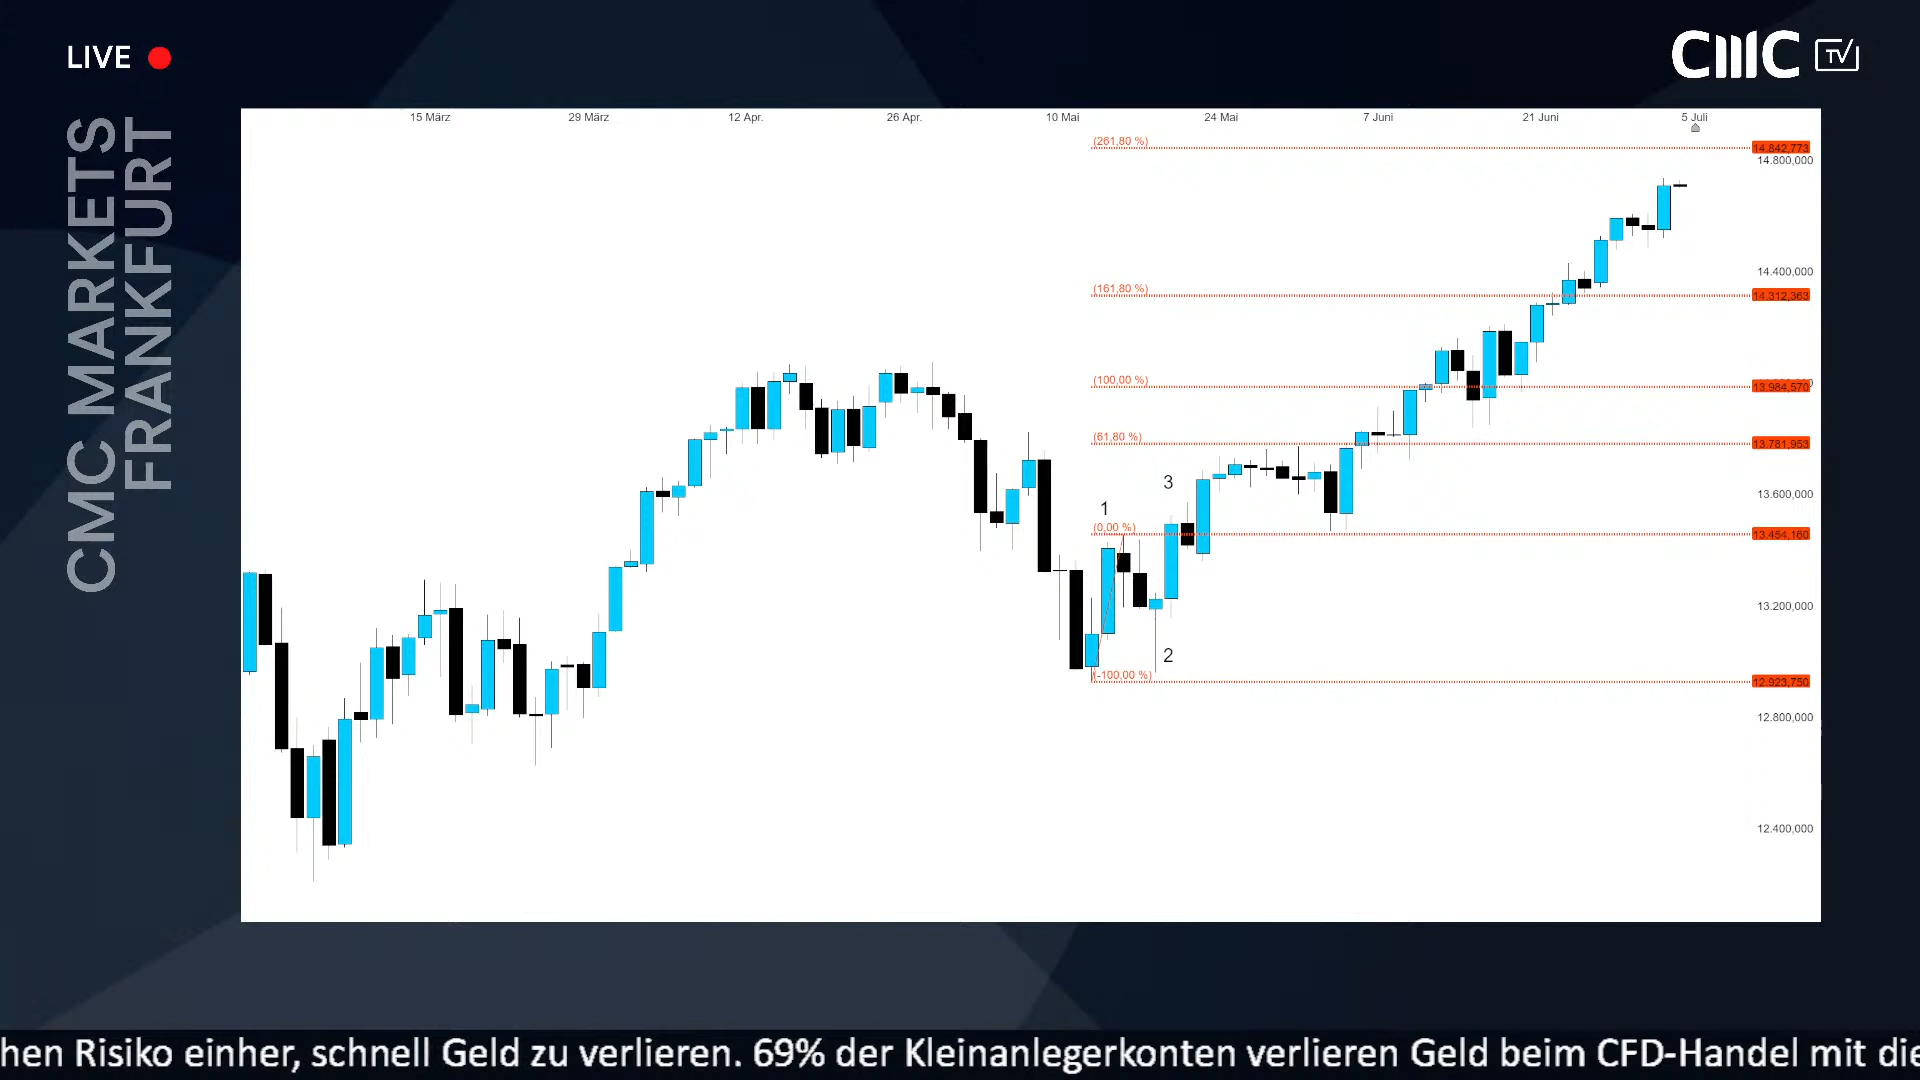 LIVE
CMC TV
CMC MARKETS
FRANKFURT
15 März 29 März 12 Apr. 26 Apr. 10 Mai 24 Mai 7 Juni 21 Juni 5 Juli
(261,80 %) 14.842,773
14.800,000
14.400,000
(161,80 %) 14.312,363
(100,00 %) 13.984,570
(61,80 %) 13.781,953
3
13.600,000
1
(0,00 %) 13.454,160
13.200,000
2
(-100,00 %) 12.923,750
12.800,000
12.400,000
hen Risiko einher, schnell Geld zu verlieren. 69% der Kleinanlegerkonten verlieren Geld beim CFD-Handel mit die